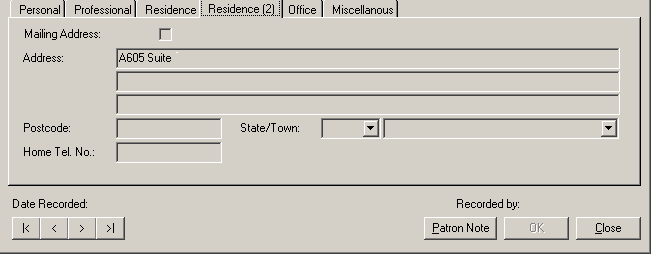 Personal Professional Residence Residence (2) Office Miscellanous
Mailing Address:
Address: A605 Suite
Postcode: State/Town:
Home Tel. No.:
Date Recorded: Recorded by:
|< < > >| Patron Note OK Close